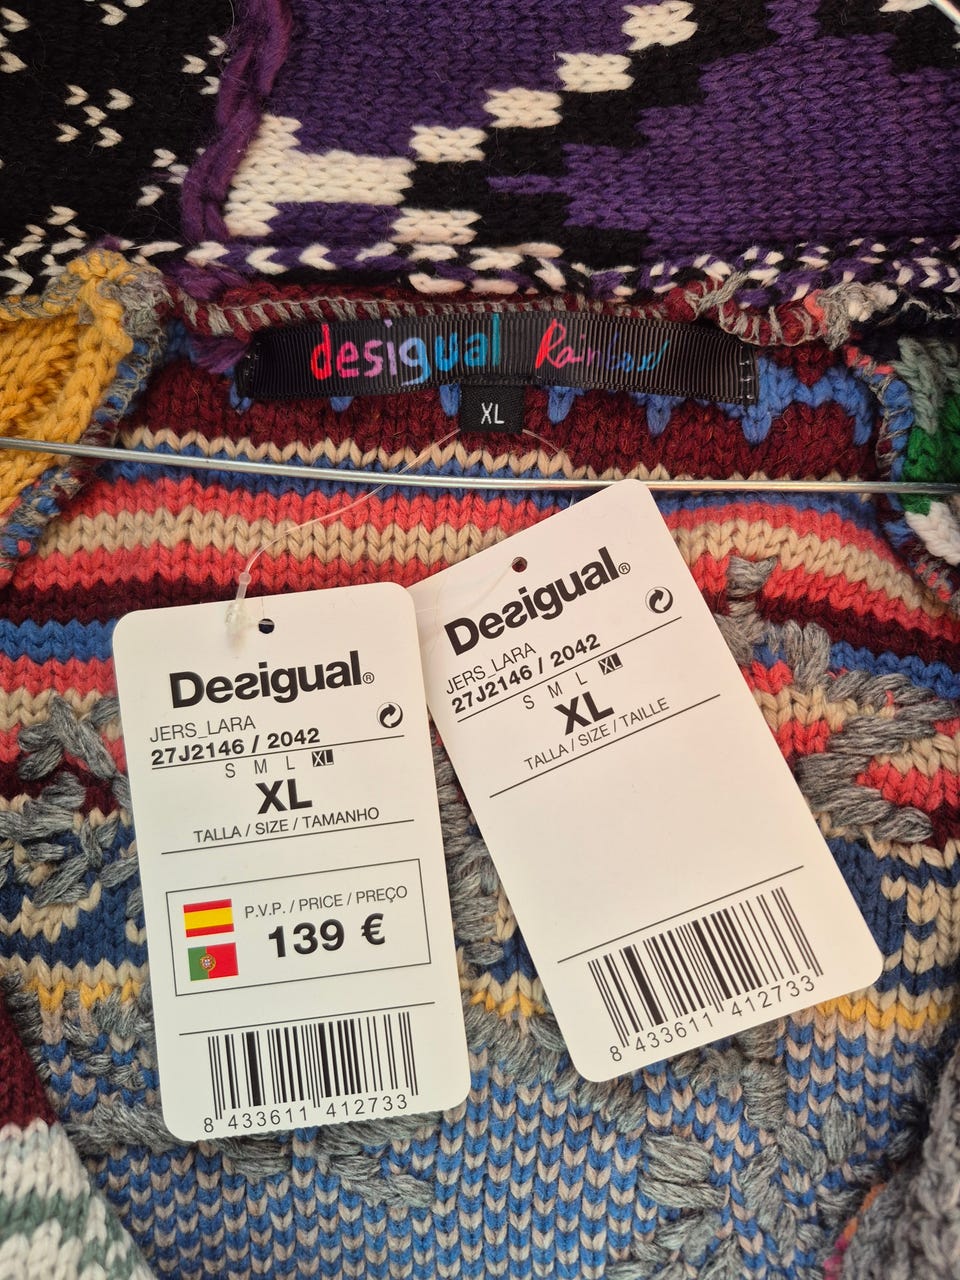 desigual Rainbow
XL
Desigual®
JERS_LARA
27J2146 / 2042
S M L XL
XL
TALLA / SIZE / TAMANHO
P.V.P. / PRICE / PREÇO
139 €
8 433611 412733
Desigual®
JERS_LARA
27J2146 / 2042
S M L XL
XL
TALLA / SIZE / TAILLE
8 433611 412733